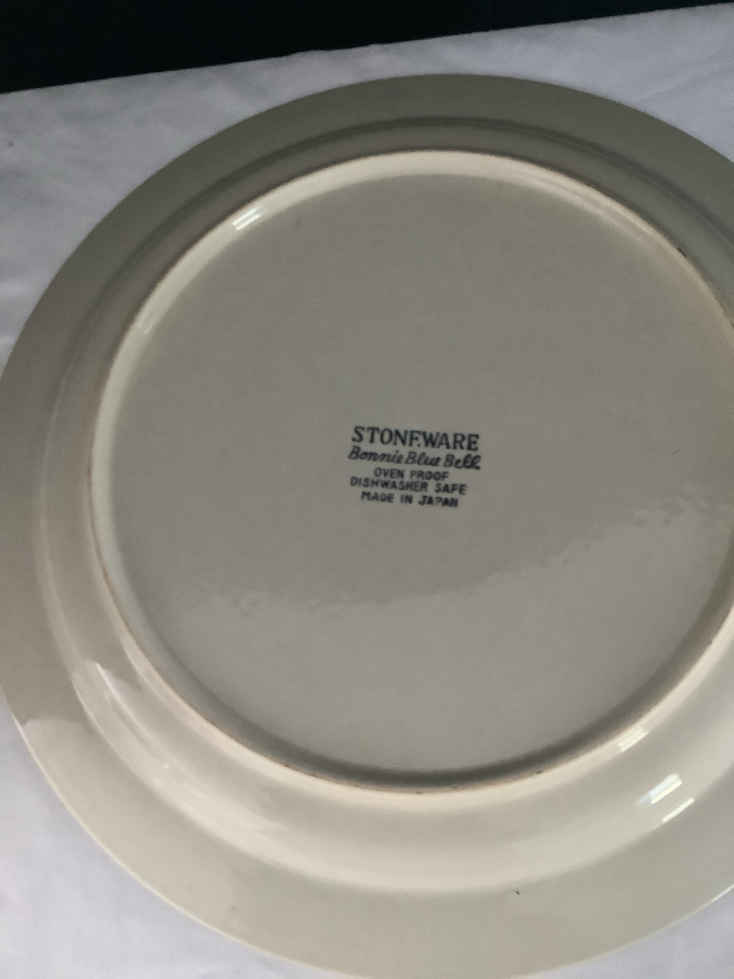 STONEWARE
Bonnie Blue Bell
OVEN PROOF
DISHWASHER SAFE
MADE IN JAPAN